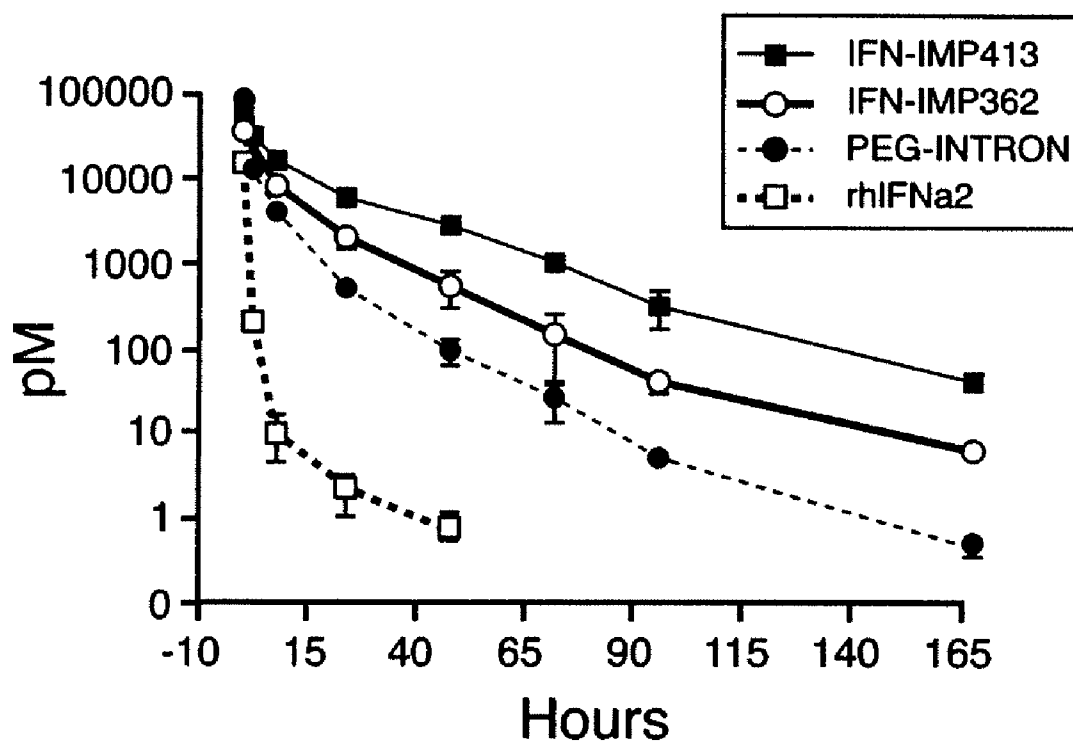 IFN-IMP413
IFN-IMP362
PEG-INTRON
rhIFNa2
100000
10000
1000
100
10
1
0
pM
-10 15 40 65 90 115 140 165
Hours